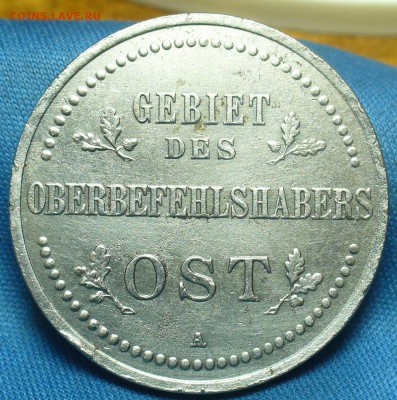 COINS.LAVE.RU
GEBIET
DES
OBERBEFEHLSHABERS
OST
A